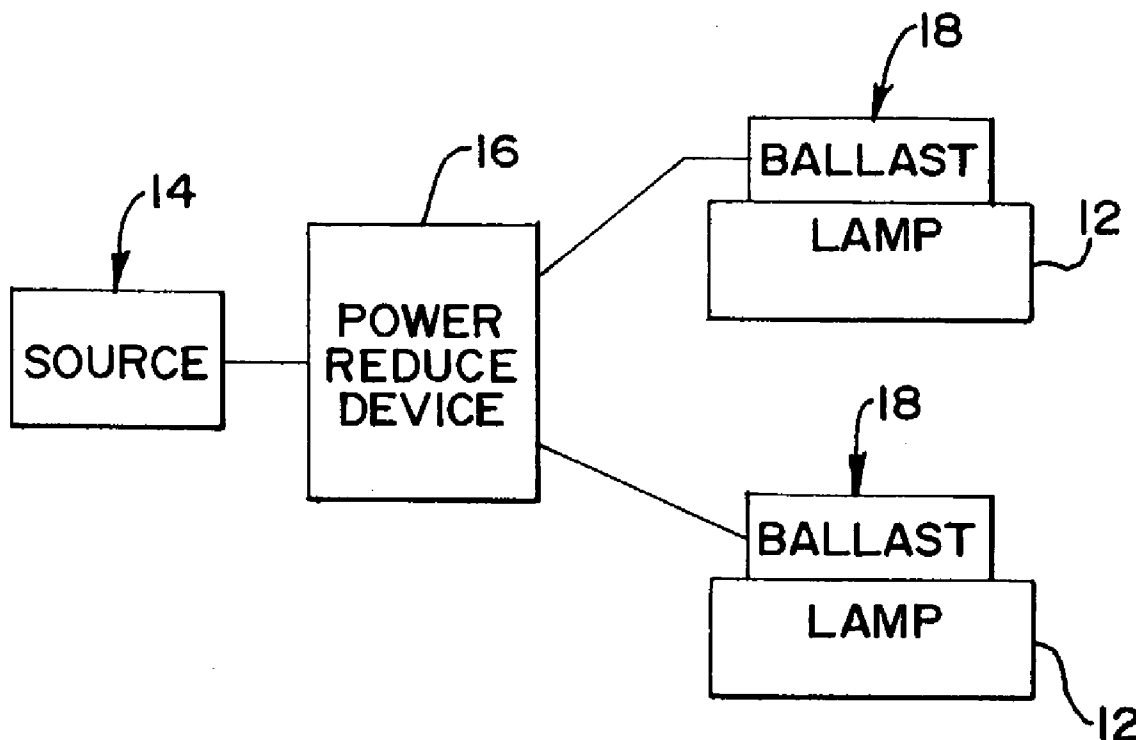 18
BALLAST
LAMP
12
16
POWER
REDUCE
DEVICE
14
SOURCE
18
BALLAST
LAMP
12